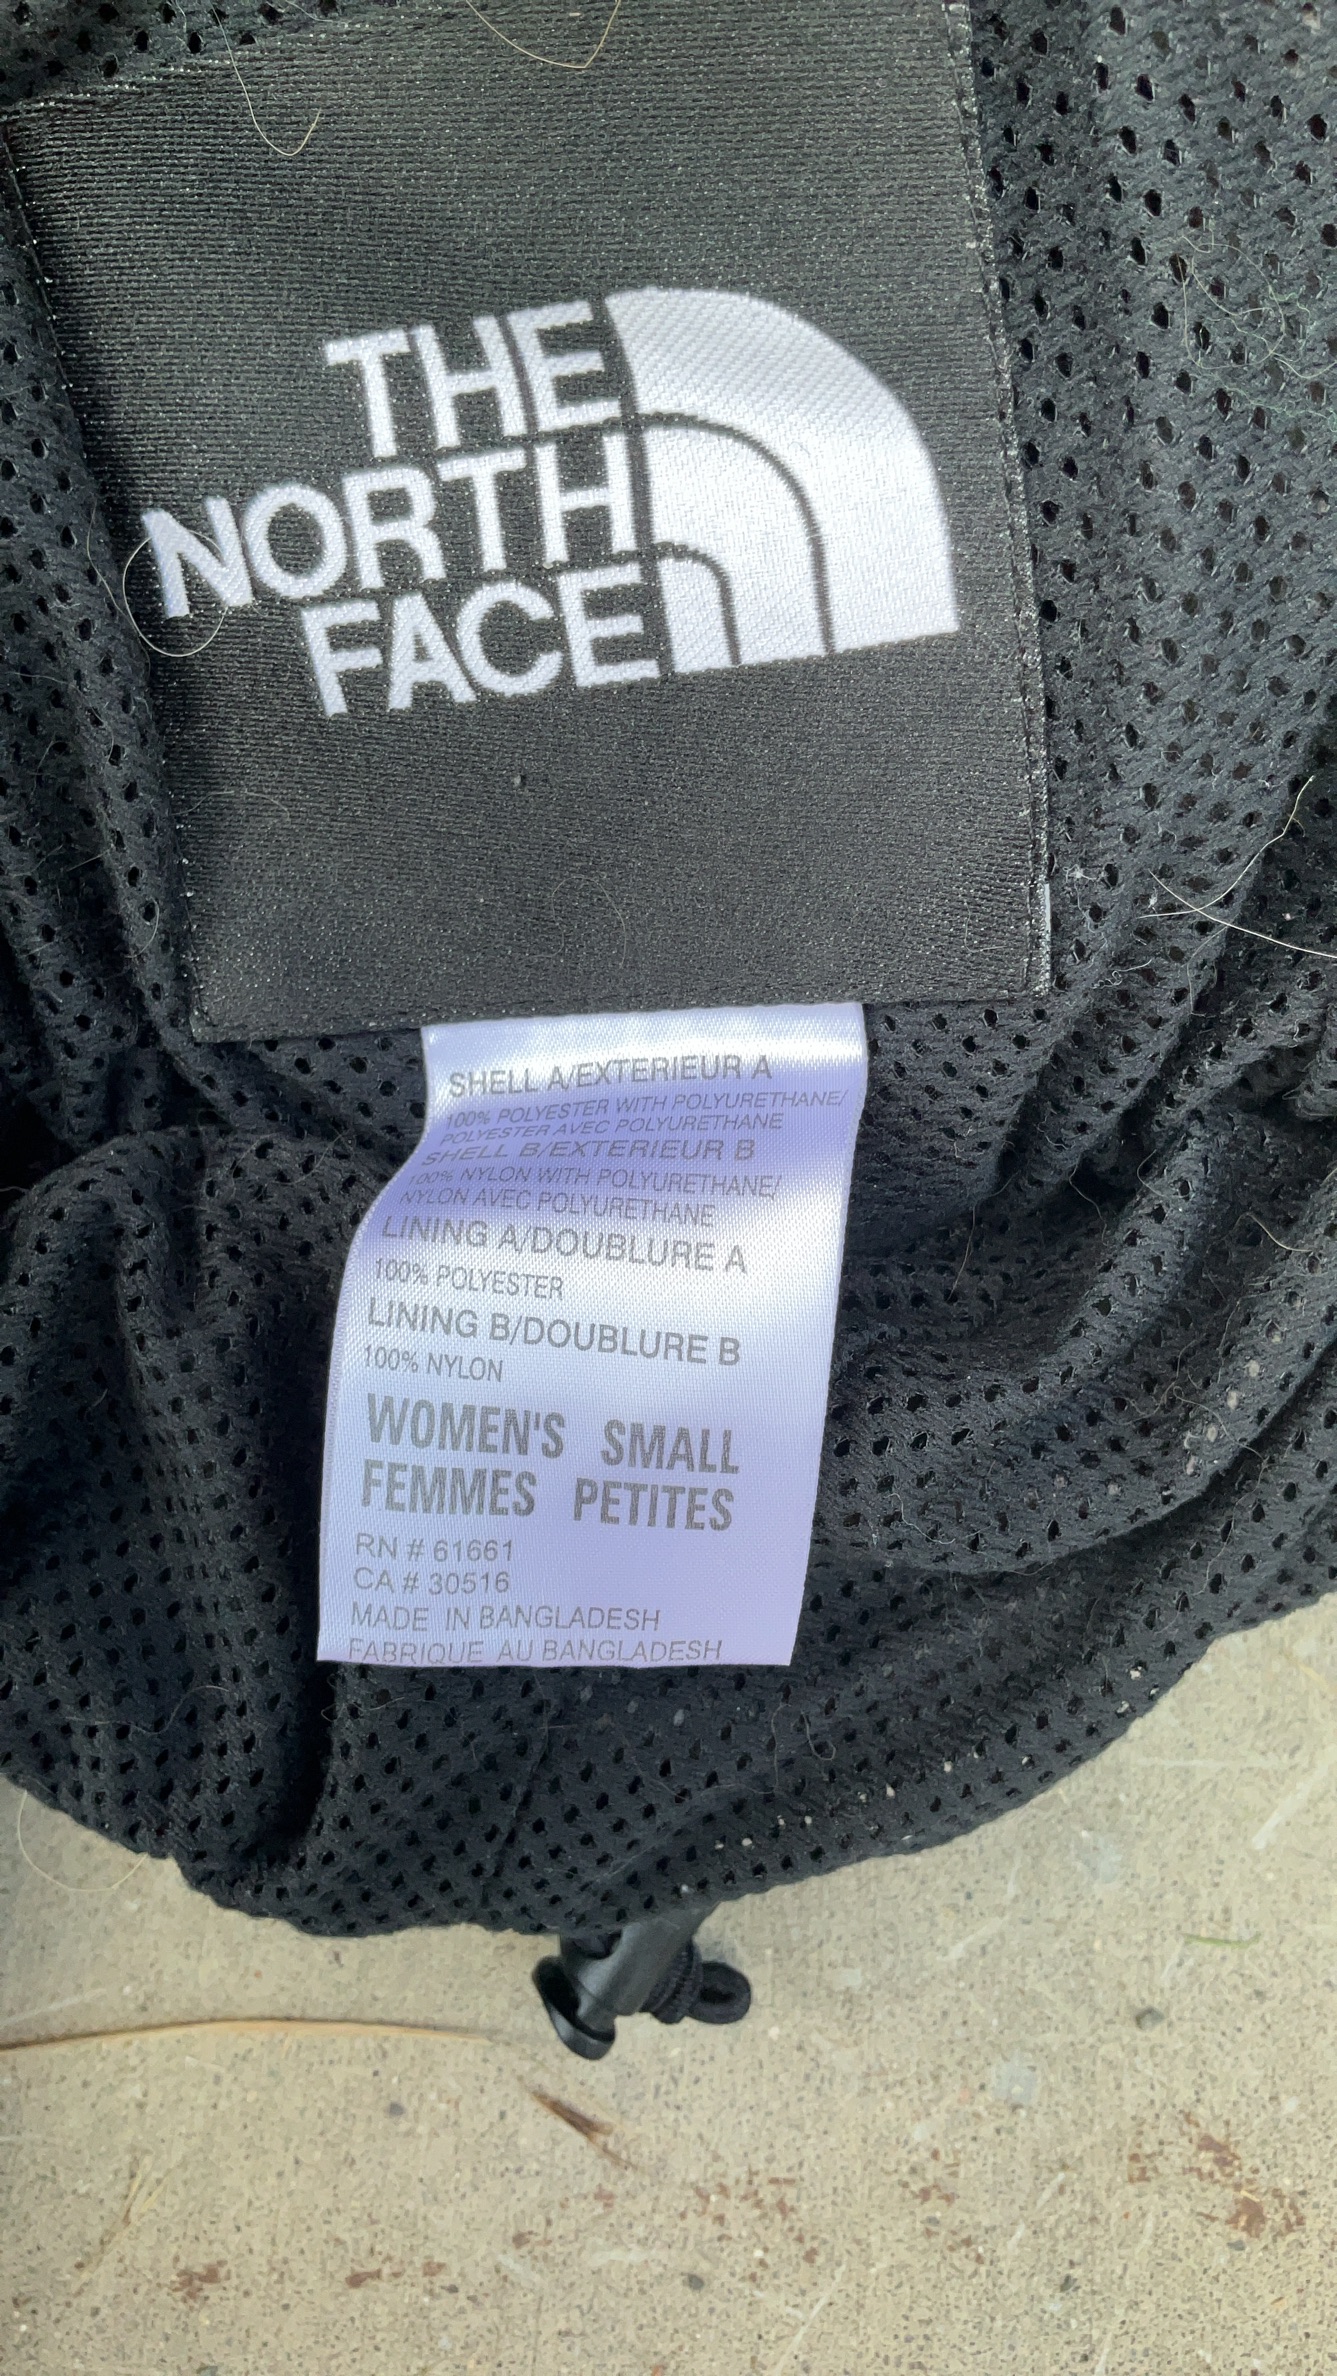 THE
NORTH
FACE
SHELL A/EXTERIEUR A
100% POLYESTER WITH POLYURETHANE/
POLYESTER AVEC POLYURETHANE
SHELL B/EXTERIEUR B
100% NYLON WITH POLYURETHANE/
NYLON AVEC POLYURETHANE
LINING A/DOUBLURE A
100% POLYESTER
LINING B/DOUBLURE B
100% NYLON
WOMEN'S SMALL
FEMMES PETITES
RN # 61661
CA # 30516
MADE IN BANGLADESH
FABRIQUE AU BANGLADESH